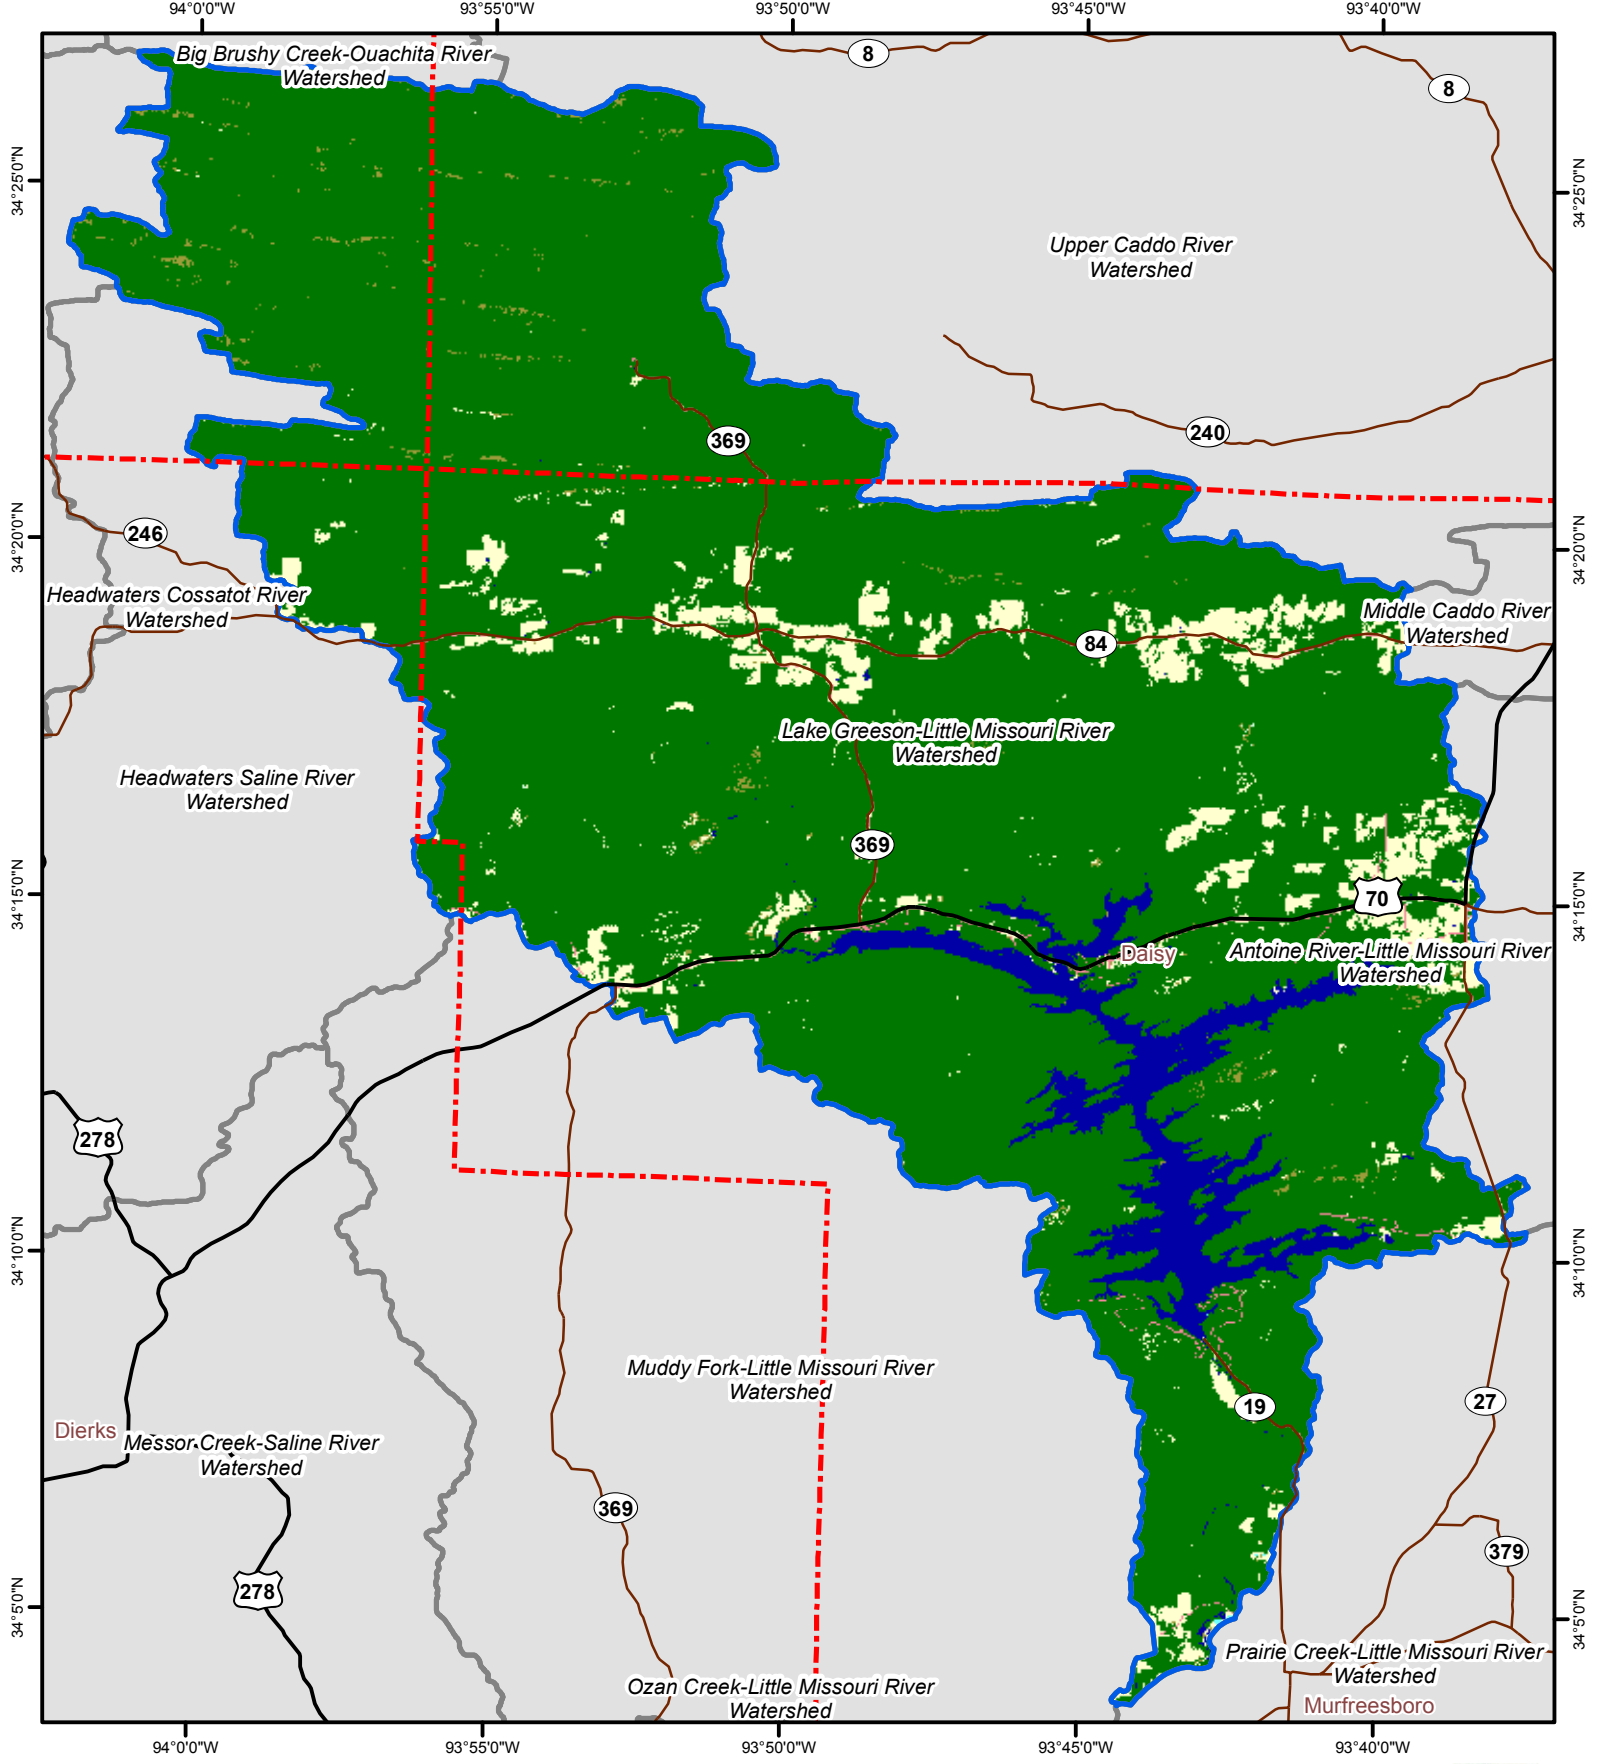 94°0'0"W
93°55'0"W
93°50'0"W
93°45'0"W
93°40'0"W
Big Brushy Creek-Ouachita River
Watershed
8
8
34°25'0"N
34°25'0"N
Upper Caddo River
Watershed
369
240
246
34°20'0"N
34°20'0"N
Headwaters Cossatot River
Watershed
Middle Caddo River
Watershed
84
Lake Greeson-Little Missouri River
Watershed
Headwaters Saline River
Watershed
369
34°15'0"N
34°15'0"N
70
Daisy
Antoine River-Little Missouri River
Watershed
278
34°10'0"N
34°10'0"N
Muddy Fork-Little Missouri River
Watershed
19
27
Dierks
Messor Creek-Saline River
Watershed
369
379
278
34°5'0"N
34°5'0"N
Prairie Creek-Little Missouri River
Watershed
Ozan Creek-Little Missouri River
Watershed
Murfreesboro
94°0'0"W
93°55'0"W
93°50'0"W
93°45'0"W
93°40'0"W